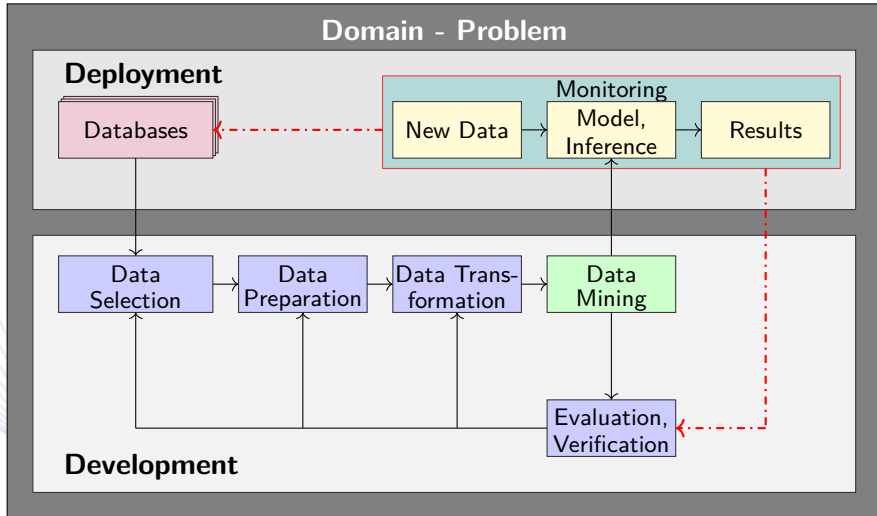 Domain - Problem
Deployment
Monitoring
Databases
New Data
Model,
Inference
Results
Data
Selection
Data
Preparation
Data Trans-
formation
Data
Mining
Evaluation,
Verification
Development